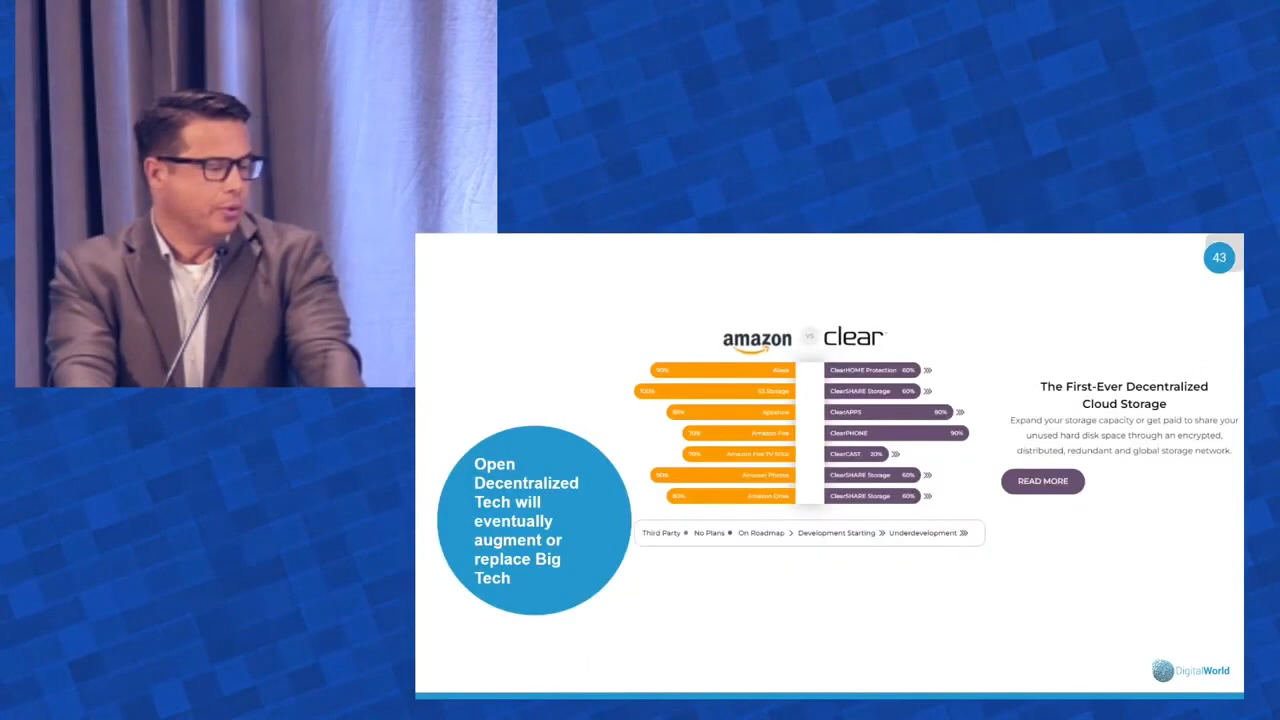 43
amazon vs clear
90% Alexa ClearHOME Protection 60%
100% S3 Storage ClearSHARE Storage 60%
80% Appstore ClearAPPS 80%
70% Amazon Fire ClearPHONE 90%
70% Amazon Fire TV Stick ClearCAST 20%
90% Amazon Photos ClearSHARE Storage 60%
80% Amazon Drive ClearSHARE Storage 60%
Third Party No Plans On Roadmap Development Starting Underdevelopment
The First-Ever Decentralized
Cloud Storage
Expand your storage capacity or get paid to share your
unused hard disk space through an encrypted,
distributed, redundant and global storage network.
READ MORE
Open
Decentralized
Tech will
eventually
augment or
replace Big
Tech
DigitalWorld